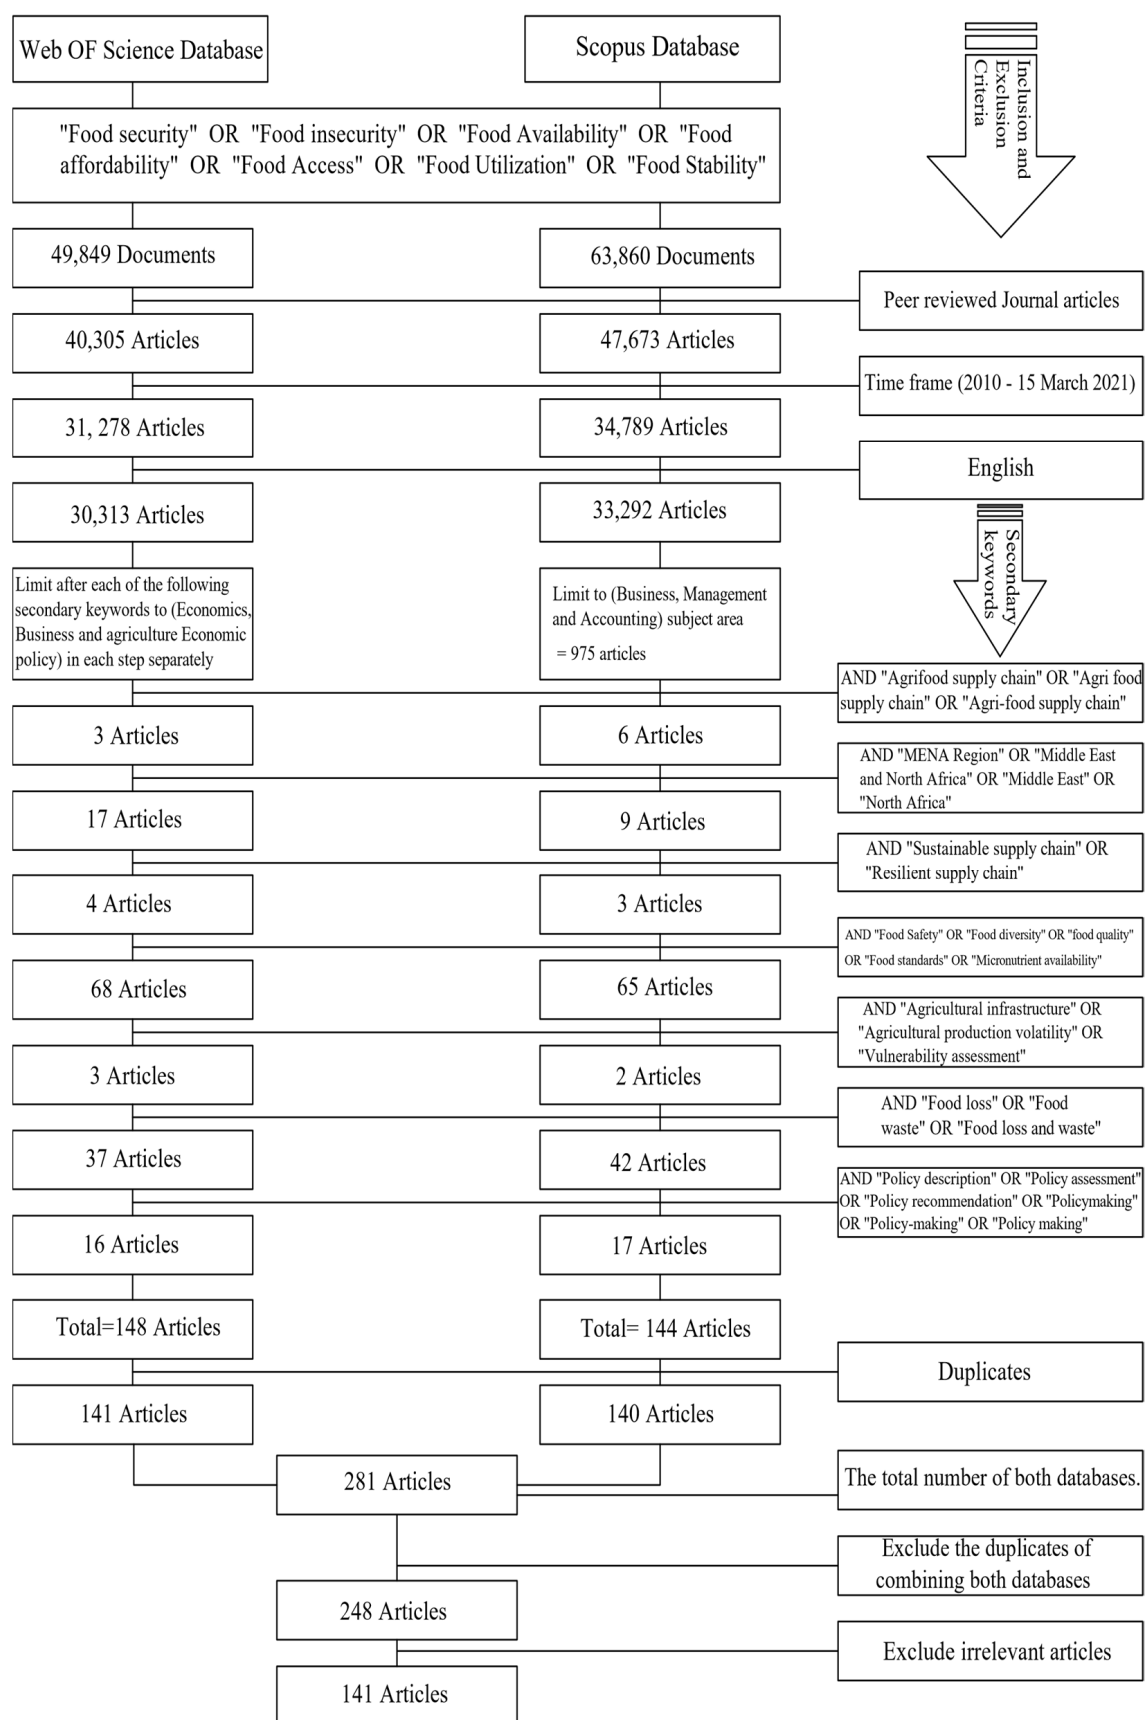 Web OF Science Database
Scopus Database
Inclusion and
Exclusion
Criteria
"Food security" OR "Food insecurity" OR "Food Availability" OR "Food
affordability" OR "Food Access" OR "Food Utilization" OR "Food Stability"
49,849 Documents
63,860 Documents
Peer reviewed Journal articles
40,305 Articles
47,673 Articles
Time frame (2010 - 15 March 2021)
31, 278 Articles
34,789 Articles
English
30,313 Articles
33,292 Articles
Secondary
keywords
Limit after each of the following
secondary keywords to (Economics,
Business and agriculture Economic
policy) in each step separately
Limit to (Business, Management
and Accounting) subject area
= 975 articles
AND "Agrifood supply chain" OR "Agri food
supply chain" OR "Agri-food supply chain"
3 Articles
6 Articles
AND "MENA Region" OR "Middle East
and North Africa" OR "Middle East" OR
"North Africa"
17 Articles
9 Articles
AND "Sustainable supply chain" OR
"Resilient supply chain"
4 Articles
3 Articles
AND "Food Safety" OR "Food diversity" OR "food quality"
OR "Food standards" OR "Micronutrient availability"
68 Articles
65 Articles
AND "Agricultural infrastructure" OR
"Agricultural production volatility" OR
"Vulnerability assessment"
3 Articles
2 Articles
AND "Food loss" OR "Food
waste" OR "Food loss and waste"
37 Articles
42 Articles
AND "Policy description" OR "Policy assessment"
OR "Policy recommendation" OR "Policymaking"
OR "Policy-making" OR "Policy making"
16 Articles
17 Articles
Total=148 Articles
Total= 144 Articles
Duplicates
141 Articles
140 Articles
281 Articles
The total number of both databases.
Exclude the duplicates of
combining both databases
248 Articles
Exclude irrelevant articles
141 Articles